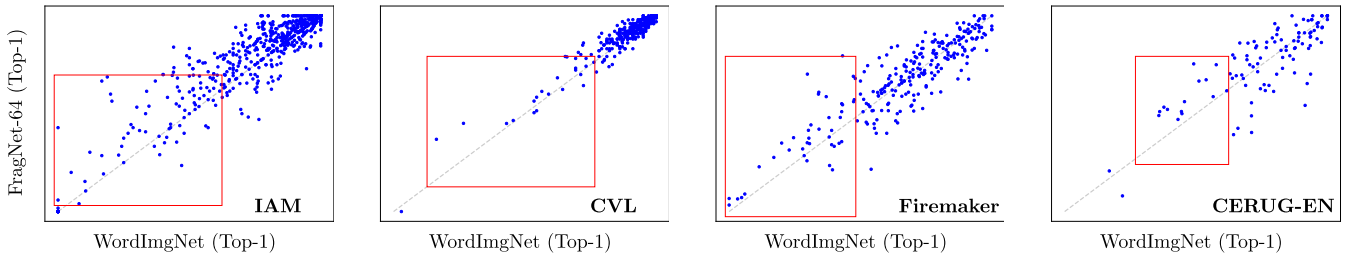 FragNet-64 (Top-1)
IAM
CVL
Firemaker
CERUG-EN
WordImgNet (Top-1)
WordImgNet (Top-1)
WordImgNet (Top-1)
WordImgNet (Top-1)